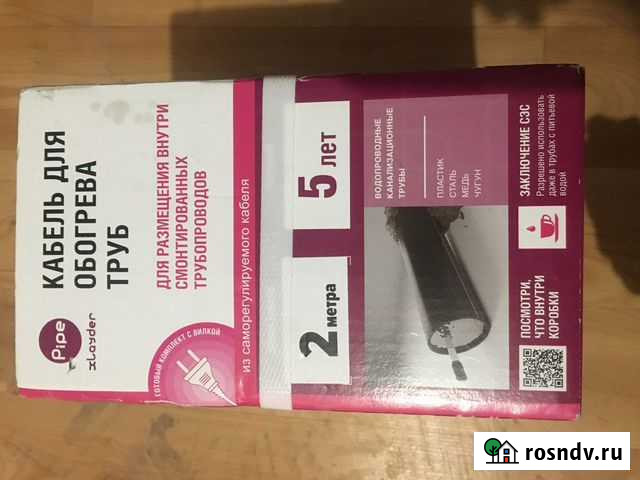 Pipe
xLayder
КАБЕЛЬ ДЛЯ
ОБОГРЕВА
ТРУБ
ДЛЯ РАЗМЕЩЕНИЯ ВНУТРИ
СМОНТИРОВАННЫХ
ТРУБОПРОВОДОВ
ГОТОВЫЙ КОМПЛЕКТ С ВИЛКОЙ
из саморегулируемого кабеля
2 метра
5 лет
ВОДОПРОВОДНЫЕ
КАНАЛИЗАЦИОННЫЕ
ТРУБЫ
ПЛАСТИК
СТАЛЬ
МЕДЬ
ЧУГУН
ЗАКЛЮЧЕНИЕ СЭС
Разрешено использовать
даже в трубах с питьевой
водой
ПОСМОТРИ,
ЧТО ВНУТРИ
КОРОБКИ
rosndv.ru